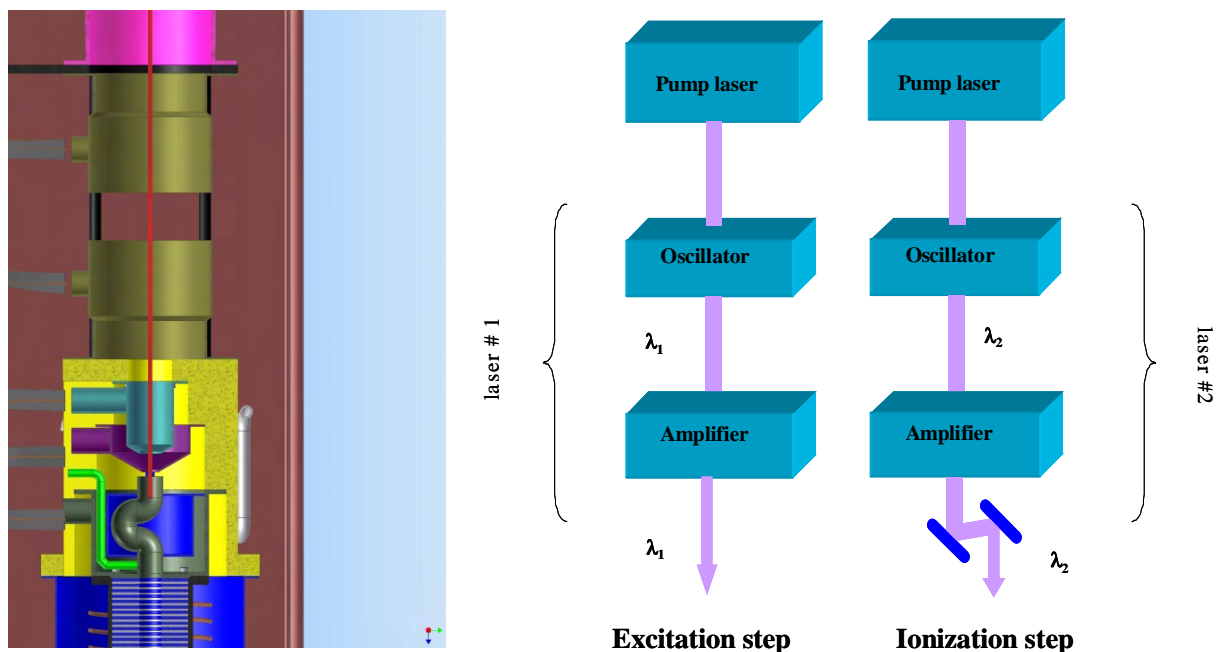 Pump laser
Pump laser
Oscillator
Oscillator
laser # 1
λ1
λ2
laser #2
Amplifier
Amplifier
λ1
λ2
Excitation step
Ionization step